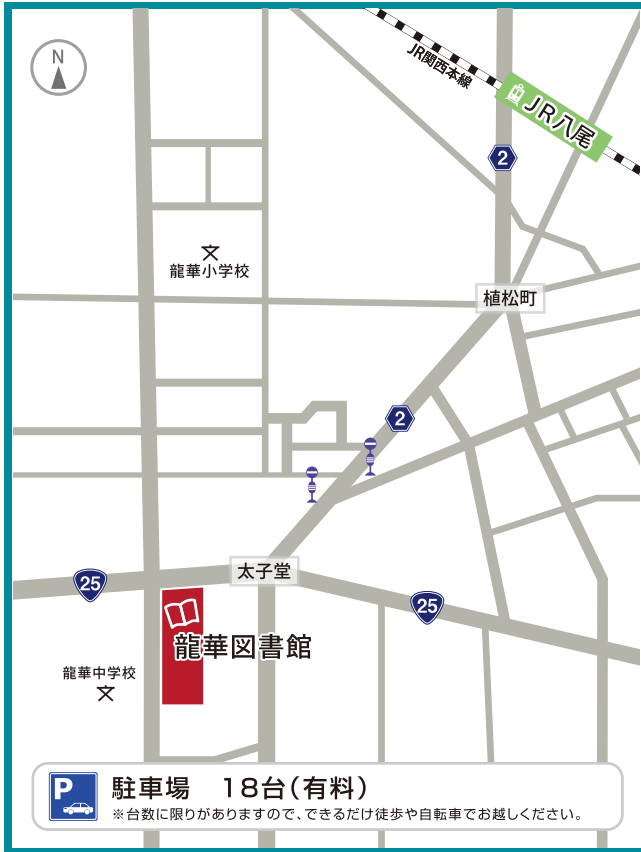 N
JR関西本線
JR八尾
2
龍華小学校
植松町
2
太子堂
25
25
龍華図書館
龍華中学校
P
駐車場 18台(有料)
※台数に限りがありますので、できるだけ徒歩や自転車でお越しください。